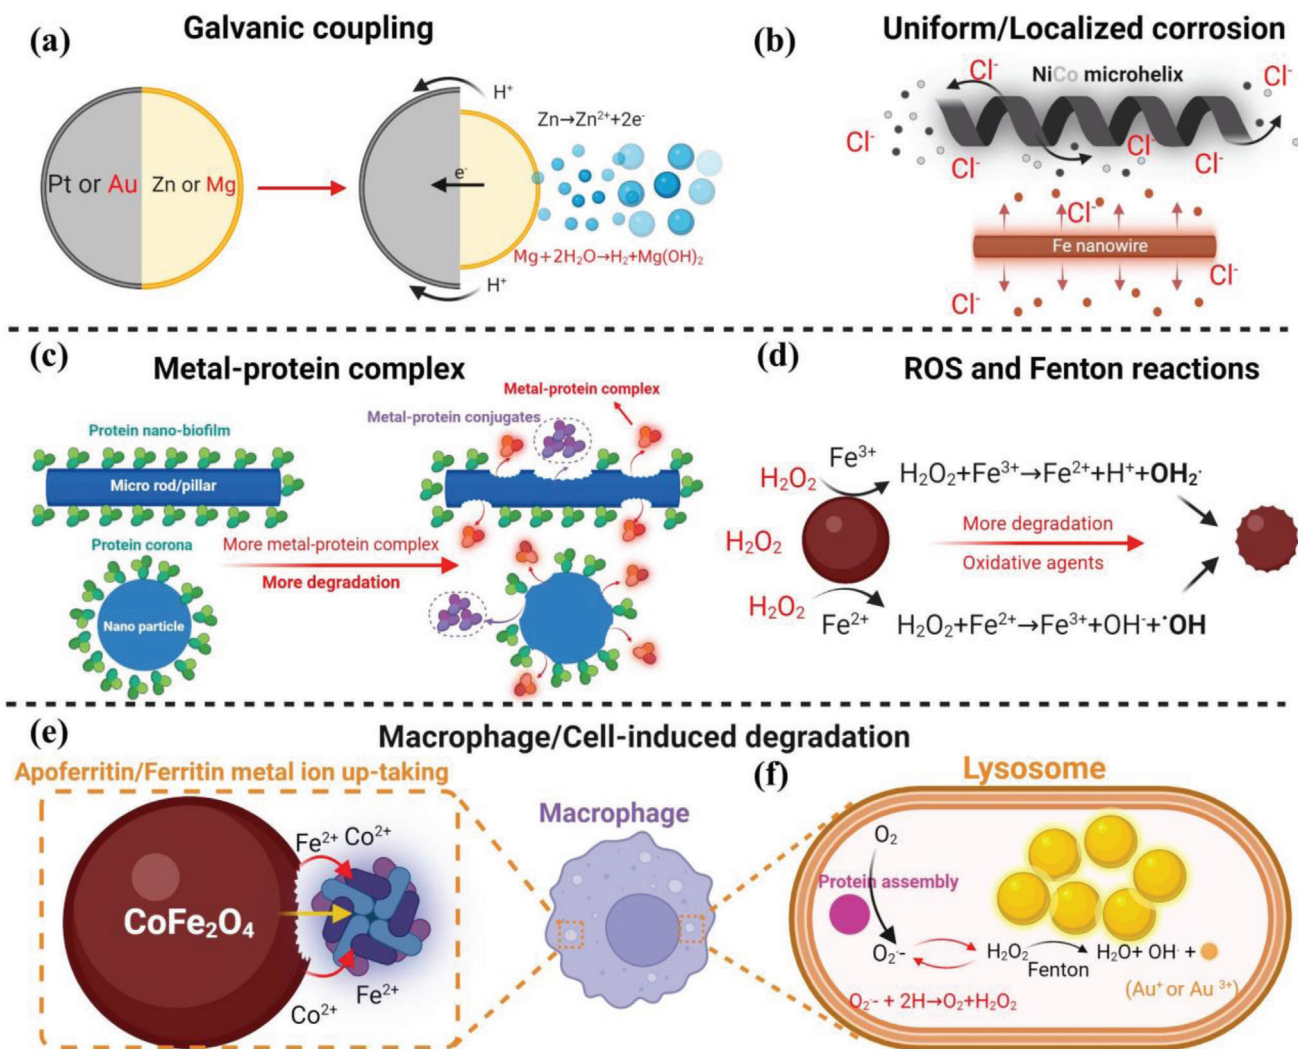 (a)
Galvanic coupling
Pt or Au
Zn or Mg
H⁺
Zn→Zn²⁺+2e⁻
e⁻
Mg+2H₂O→H₂+Mg(OH)₂
H⁺
(b)
Uniform/Localized corrosion
Cl⁻
NiCo microhelix
Cl⁻
Cl⁻
Cl⁻
Cl⁻
Cl⁻
Cl⁻
Fe nanowire
Cl⁻
Cl⁻
(c)
Metal-protein complex
Protein nano-biofilm
Micro rod/pillar
Metal-protein complex
Metal-protein conjugates
Protein corona
More metal-protein complex
More degradation
Nano particle
(d)
ROS and Fenton reactions
Fe³⁺
H₂O₂
H₂O₂+Fe³⁺→Fe²⁺+H⁺+OH₂·
H₂O₂
More degradation
Oxidative agents
H₂O₂
Fe²⁺
H₂O₂+Fe²⁺→Fe³⁺+OH⁻+·OH
(e)
Macrophage/Cell-induced degradation
Apoferritin/Ferritin metal ion up-taking
Fe²⁺ Co²⁺
CoFe₂O₄
Fe²⁺
Co²⁺
Macrophage
(f)
Lysosome
O₂
Protein assembly
O₂·-
H₂O₂
Fenton
H₂O+ OH· +
(Au⁺ or Au ³⁺)
O₂·- + 2H→O₂+H₂O₂